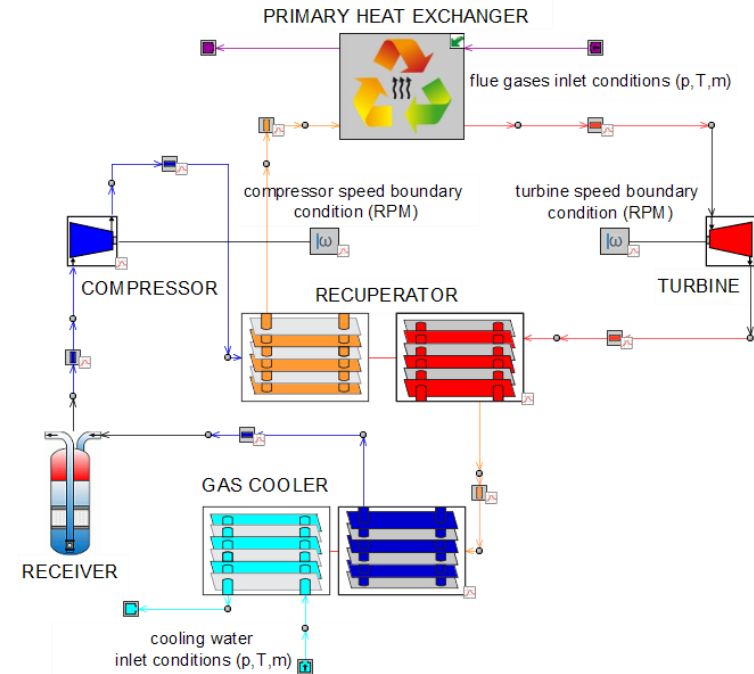 PRIMARY HEAT EXCHANGER
flue gases inlet conditions (p,T,m)
compressor speed boundary
condition (RPM)
turbine speed boundary
condition (RPM)
|ω
|ω
COMPRESSOR
TURBINE
RECUPERATOR
GAS COOLER
RECEIVER
cooling water
inlet conditions (p,T,m)